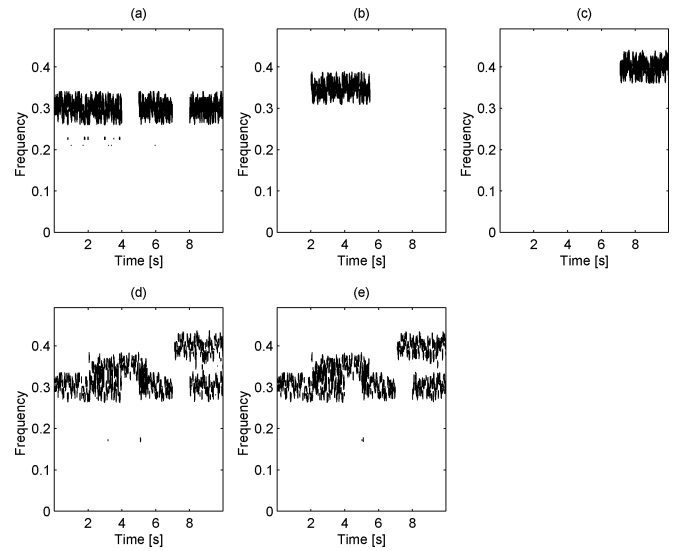 (a) (b) (c)
0.4 0.4 0.4
0.3 0.3 0.3
0.2 0.2 0.2
0.1 0.1 0.1
0 0 0
Frequency Frequency Frequency
2 4 6 8 2 4 6 8 2 4 6 8
Time [s] Time [s] Time [s]
(d) (e)
0.4 0.4
0.3 0.3
0.2 0.2
0.1 0.1
0 0
Frequency Frequency
2 4 6 8 2 4 6 8
Time [s] Time [s]